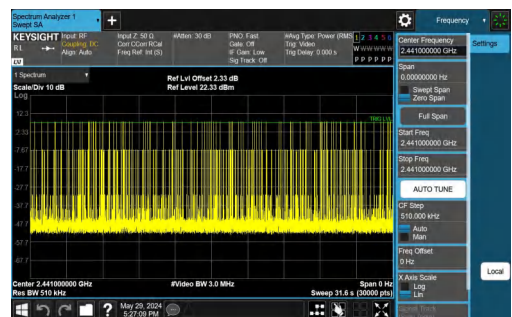 Spectrum Analyzer 1
Swept SA
+
Frequency
KEYSIGHT
RL
Input: RF
Coupling: DC
Align: Auto
Input Z: 50 Ω
Corr CCorr RCal
Freq Ref: Int (S)
#Atten: 30 dB
PNO: Fast
Gate: Off
IF Gain: Low
Sig Track: Off
#Avg Type: Power (RMS
Trig: Video
Trig Delay: 0.000 s
1 2 3 4 5 6
W W W W W W
P P P P P P
LNI
1 Spectrum
Scale/Div 10 dB
Ref Lvl Offset 2.33 dB
Ref Level 22.33 dBm
Log
TRIG LVL
12.3
2.33
-7.67
-17.7
-27.7
-37.7
-47.7
-57.7
-67.7
Center 2.441000000 GHz
Res BW 510 kHz
#Video BW 3.0 MHz
Span 0 Hz
Sweep 31.6 s (30000 pts)
Center Frequency
2.441000000 GHz
Settings
Span
0.00000000 Hz
Swept Span
Zero Span
Full Span
Start Freq
2.441000000 GHz
Stop Freq
2.441000000 GHz
AUTO TUNE
CF Step
510.000 kHz
Auto
Man
Freq Offset
0 Hz
X Axis Scale
Log
Lin
Signal Track
Local
?
May 29, 2024
5:27:09 PM